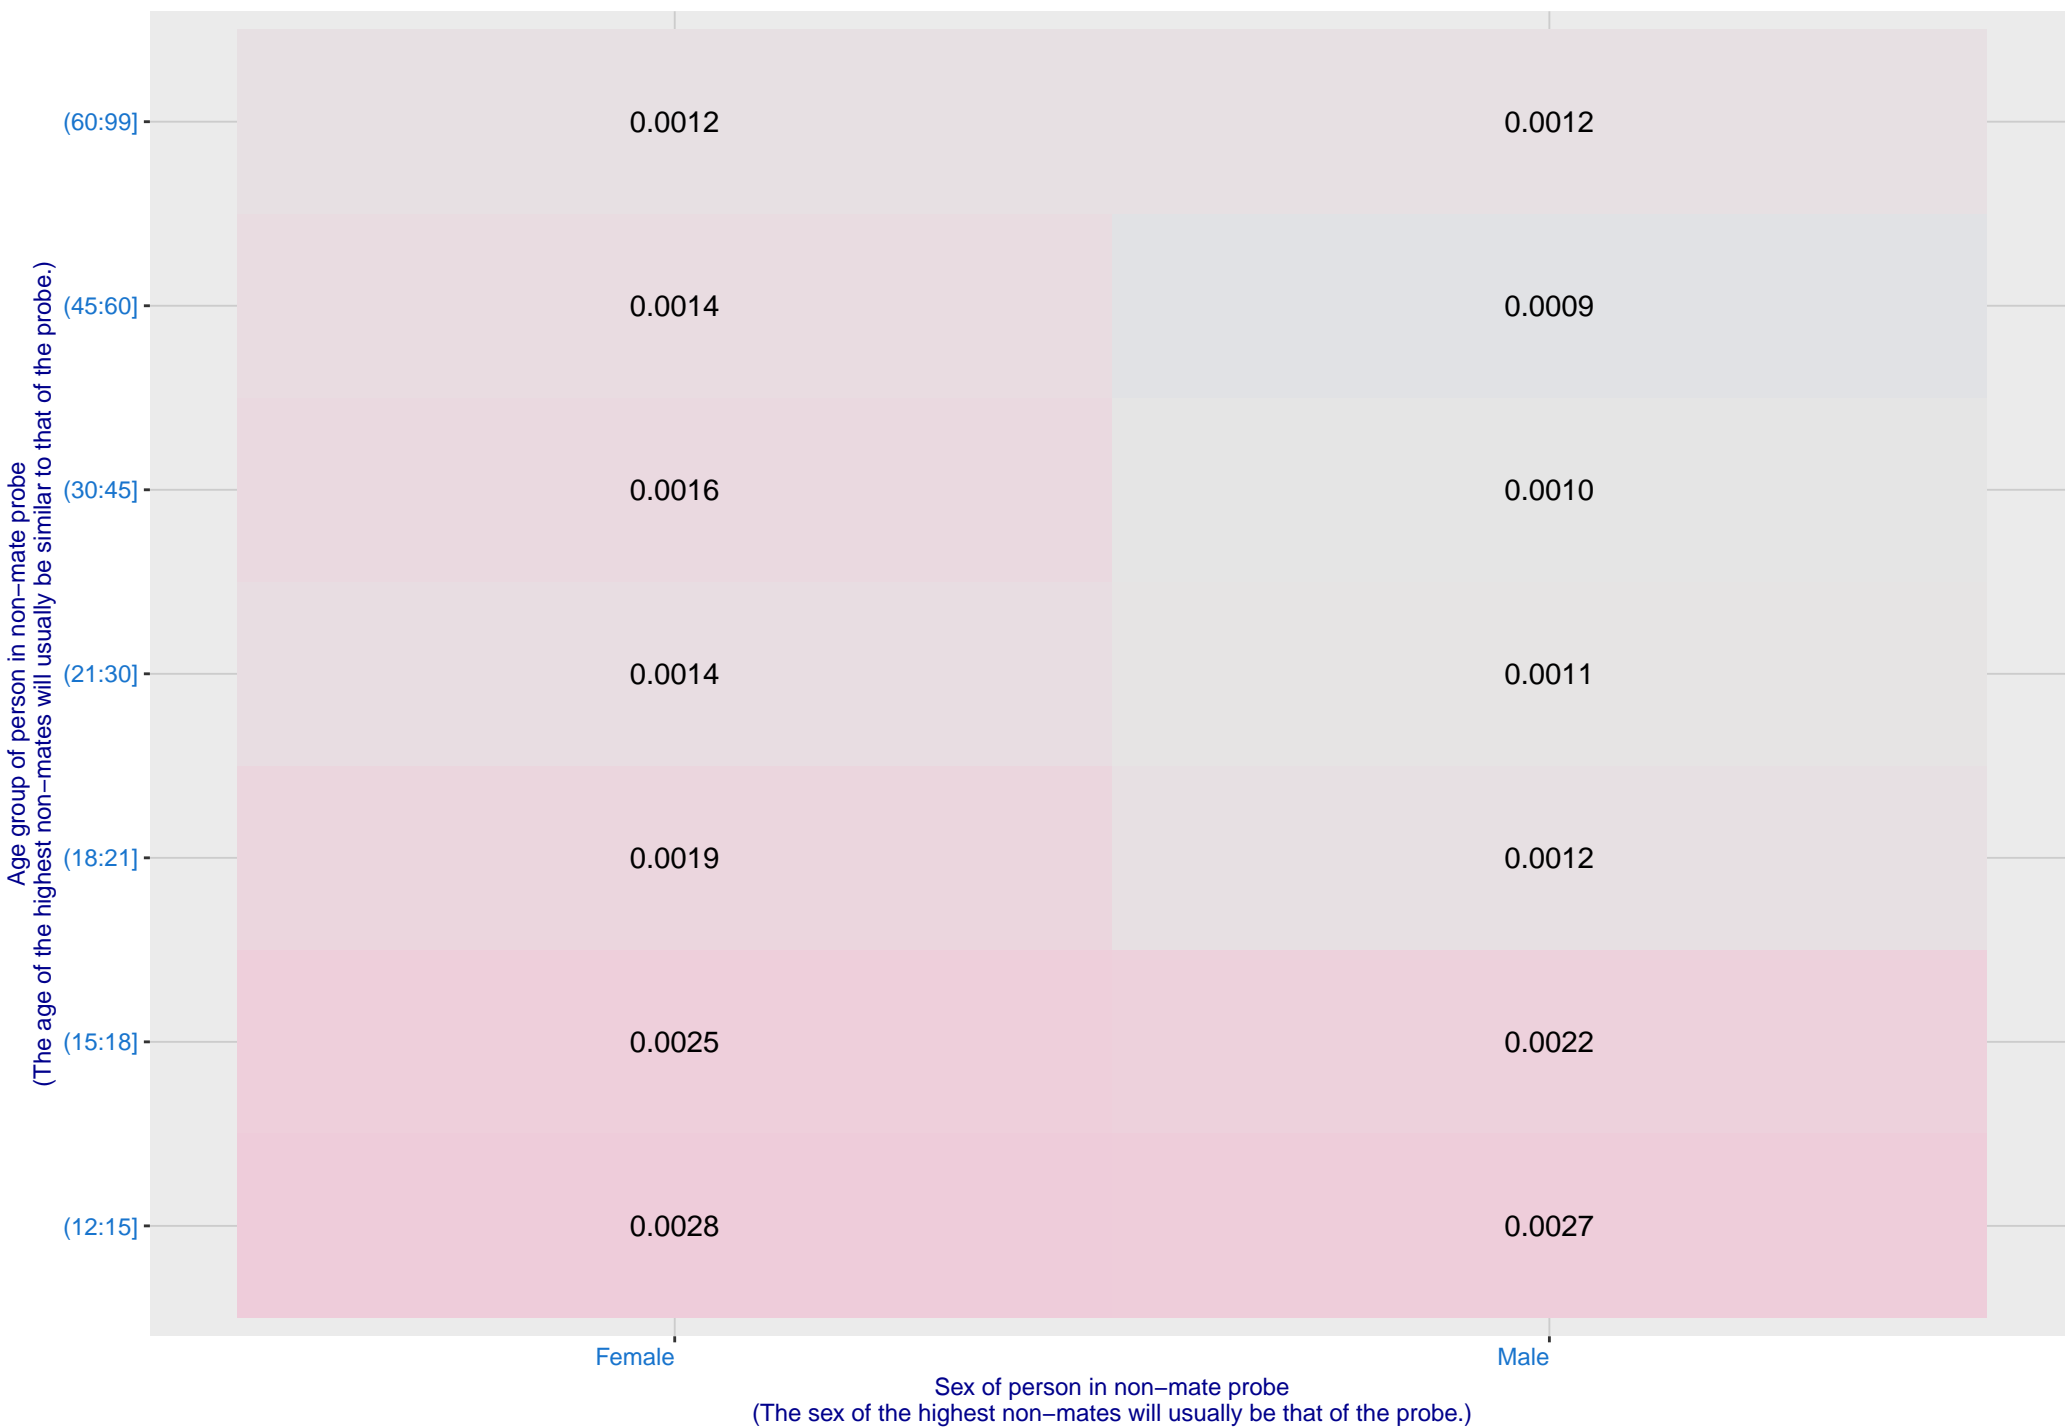 Age group of person in non−mate probe
(The age of the highest non−mates will usually be similar to that of the probe.)
(60:99] 0.0012 0.0012
(45:60] 0.0014 0.0009
(30:45] 0.0016 0.0010
(21:30] 0.0014 0.0011
(18:21] 0.0019 0.0012
(15:18] 0.0025 0.0022
(12:15] 0.0028 0.0027
Female Male
Sex of person in non−mate probe
(The sex of the highest non−mates will usually be that of the probe.)